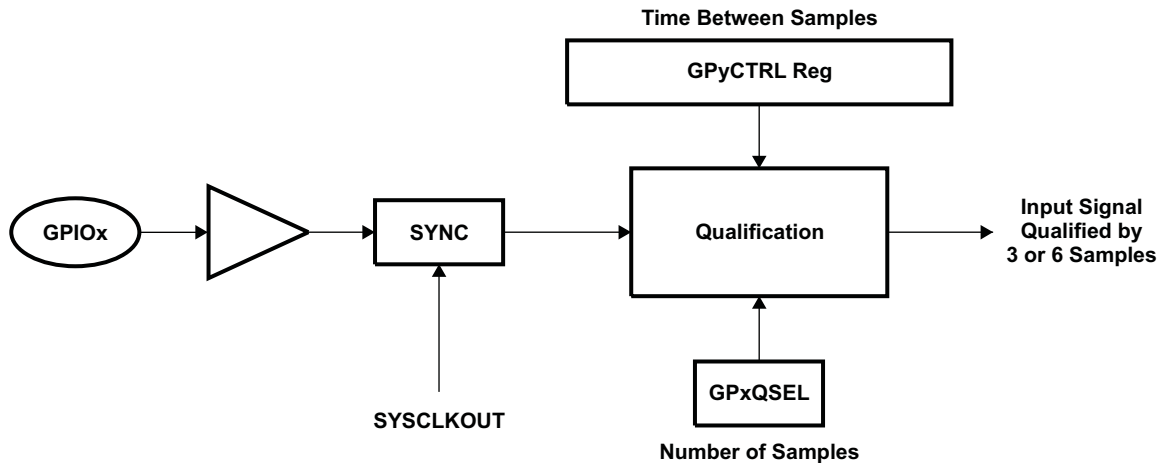 Time Between Samples
GPyCTRL Reg
GPIOx
SYNC
Qualification
Input Signal
Qualified by
3 or 6 Samples
GPxQSEL
SYSCLKOUT
Number of Samples